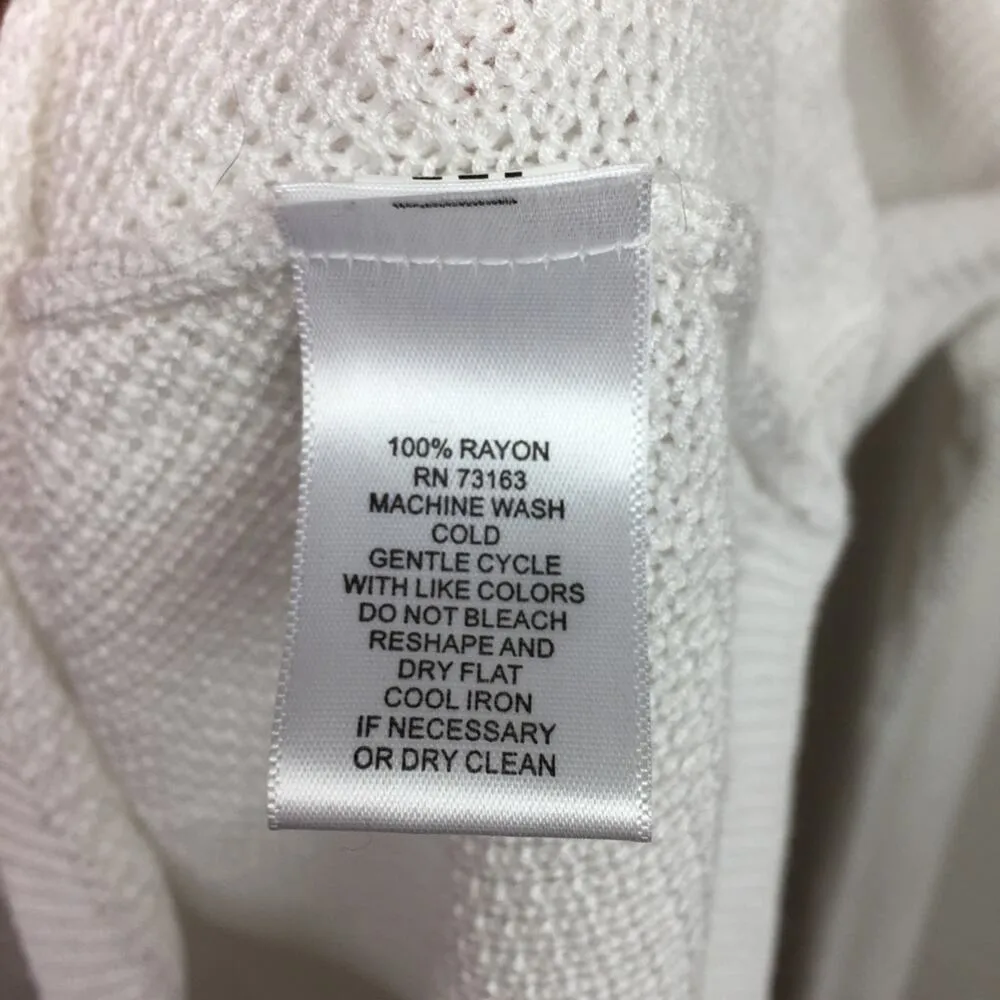 100% RAYON
RN 73163
MACHINE WASH
COLD
GENTLE CYCLE
WITH LIKE COLORS
DO NOT BLEACH
RESHAPE AND
DRY FLAT
COOL IRON
IF NECESSARY
OR DRY CLEAN